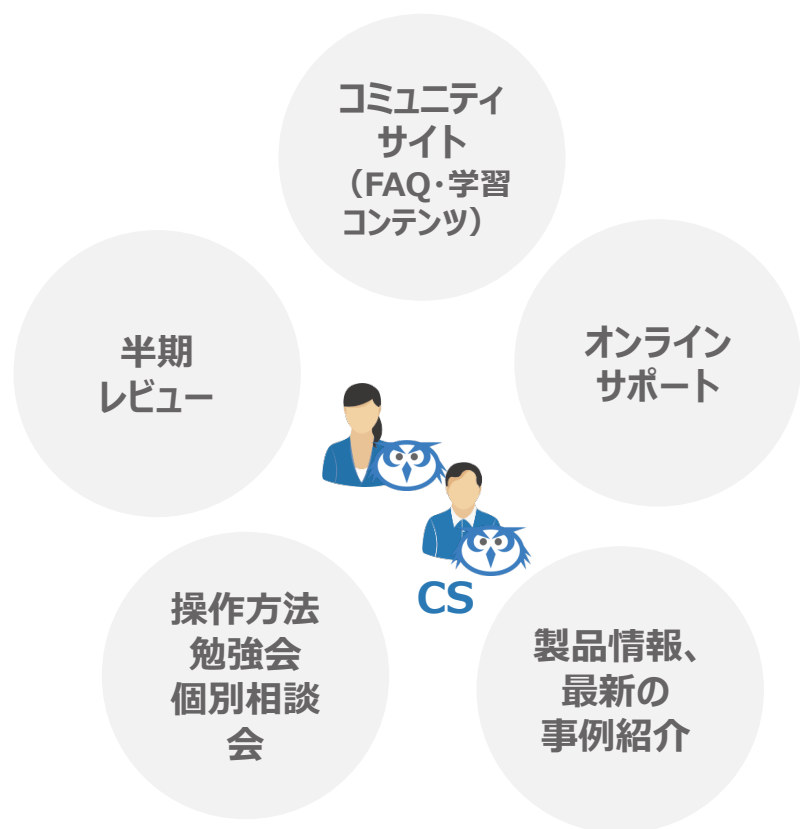 コミュニティ
サイト
（FAQ・学習
コンテンツ）
オンライン
サポート
半期
レビュー
CS
操作方法
勉強会
個別相談
会
製品情報、
最新の
事例紹介